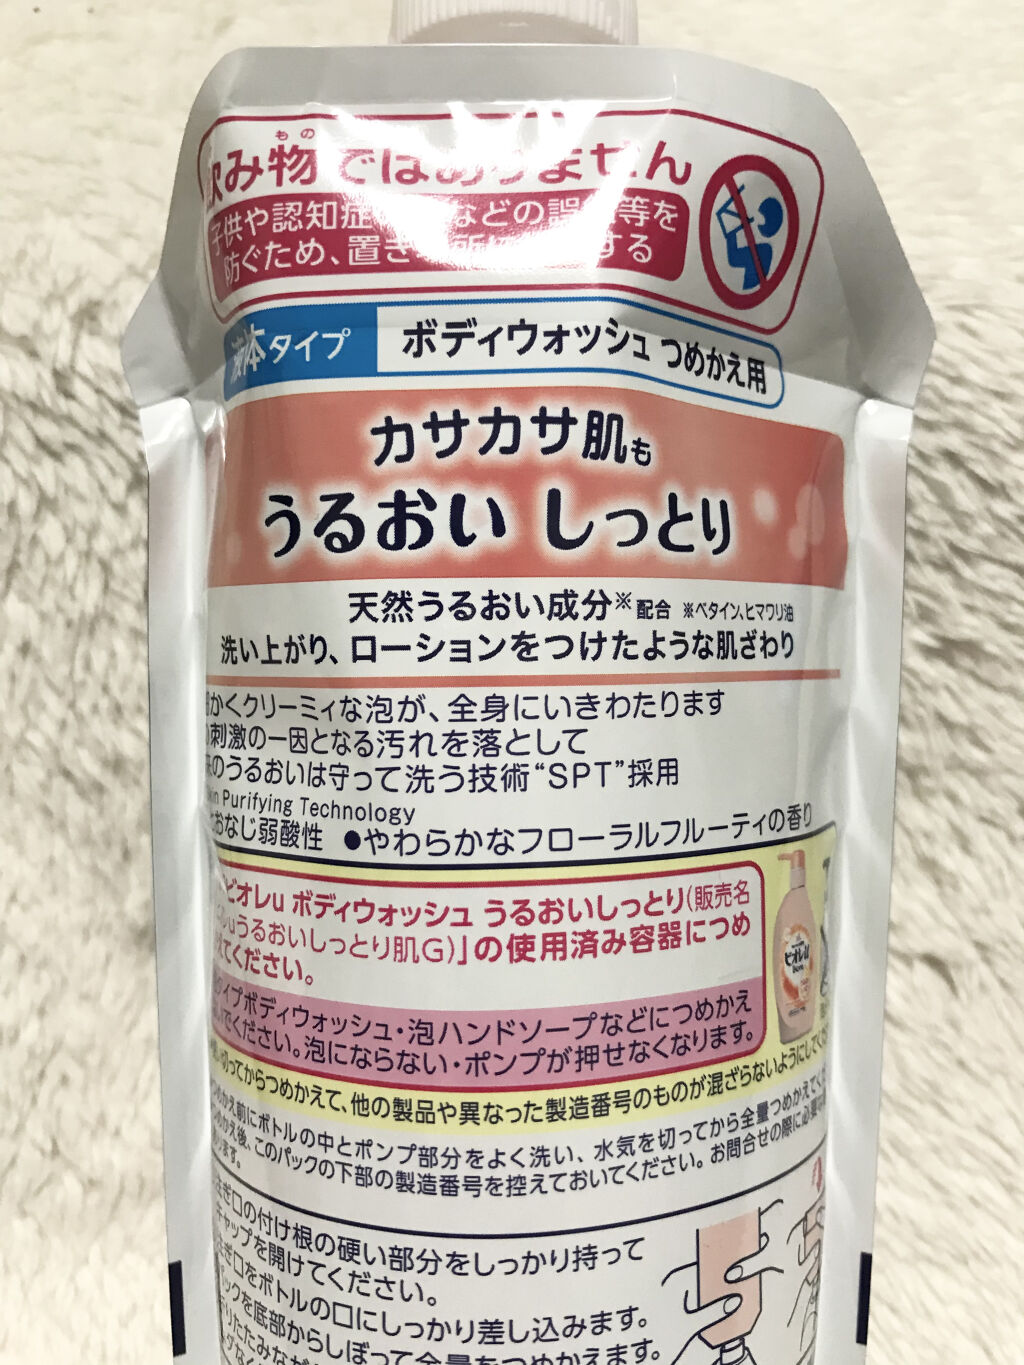 もの
飲み物ではありません
子供や認知症 などの誤 等を
防ぐため、置き する
液体タイプ
ボディウォッシュ つめかえ用
カサカサ肌も
うるおい しっとり
天然うるおい成分※配合 ※ベタイン、ヒマワリ油
洗い上がり、ローションをつけたような肌ざわり
かくクリーミィな泡が、全身にいきわたります
刺激の一因となる汚れを落として
のうるおいは守って洗う技術“SPT”採用
Purifying Technology
おなじ弱酸性 ●やわらかなフローラルフルーティの香り
ビオレu ボディウォッシュ うるおいしっとり(販売名
uうるおいしっとり肌G)」の使用済み容器につめ
てください。
タイプボディウォッシュ・泡ハンドソープなどにつめかえ
でください。泡にならない・ポンプが押せなくなります。
切ってからつめかえて、他の製品や異なった製造番号のものが混ざらないようにして
つめかえ前にボトルの中とポンプ部分をよく洗い、水気を切ってから全量つめかえて
かえ後、このパックの下部の製造番号を控えておいてください。お問合せの際に必要
ります。
注ぎ口の付け根の硬い部分をしっかり持って
キャップを開けてください。
注ぎ口をボトルの口にしっかり差し込みます。
パックを底部からしぼって全量をつめかえます。
ビオレu